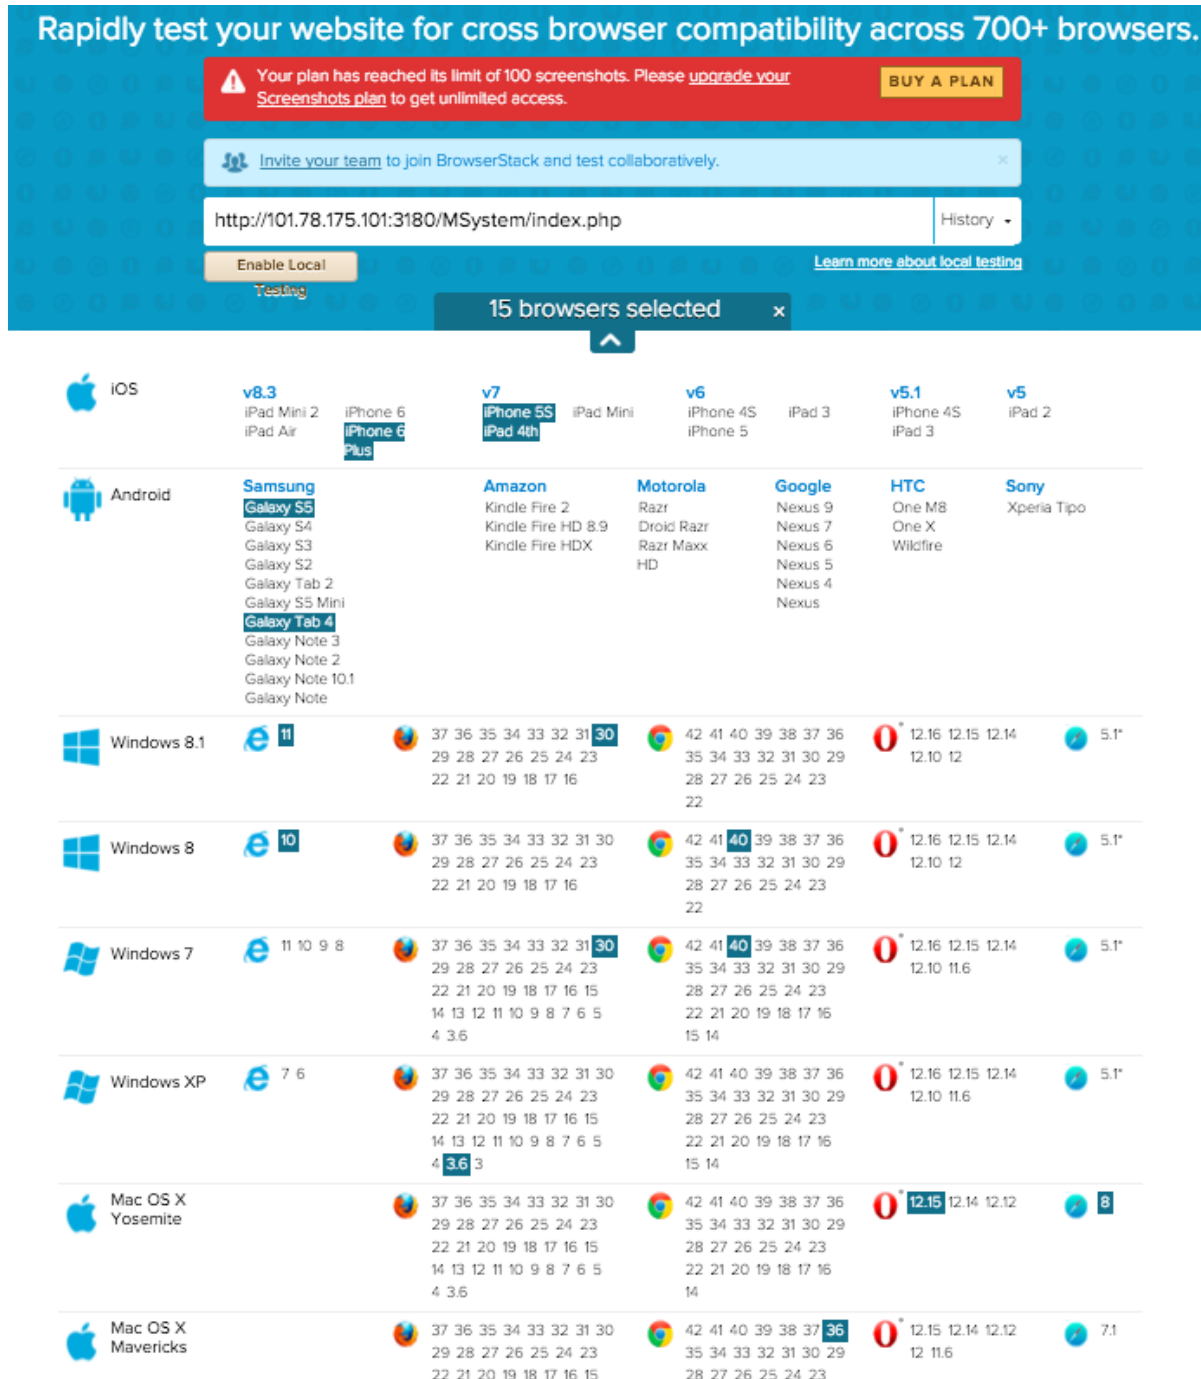 Rapidly test your website for cross browser compatibility across 700+ browsers.
Your plan has reached its limit of 100 screenshots. Please upgrade your
Screenshots plan to get unlimited access.
BUY A PLAN
Invite your team to join BrowserStack and test collaboratively.
×
http://101.78.175.101:3180/MSystem/index.php
History
Enable Local
Testing
Learn more about local testing
15 browsers selected ×
iOS
v8.3
iPad Mini 2 iPhone 6
iPad Air iPhone 6
Plus
v7
iPhone 5S iPad Mini
iPad 4th
v6
iPhone 4S iPad 3
iPhone 5
v5.1
iPhone 4S
iPad 3
v5
iPad 2
Android
Samsung
Galaxy S5
Galaxy S4
Galaxy S3
Galaxy S2
Galaxy Tab 2
Galaxy S5 Mini
Galaxy Tab 4
Galaxy Note 3
Galaxy Note 2
Galaxy Note 10.1
Galaxy Note
Amazon
Kindle Fire 2
Kindle Fire HD 8.9
Kindle Fire HDX
Motorola
Razr
Droid Razr
Razr Maxx
HD
Google
Nexus 9
Nexus 7
Nexus 6
Nexus 5
Nexus 4
Nexus
HTC
One M8
One X
Wildfire
Sony
Xperia Tipo
Windows 8.1
11
37 36 35 34 33 32 31 30
29 28 27 26 25 24 23
22 21 20 19 18 17 16
42 41 40 39 38 37 36
35 34 33 32 31 30 29
28 27 26 25 24 23
22
12.16 12.15 12.14
12.10 12
5.1*
Windows 8
10
37 36 35 34 33 32 31 30
29 28 27 26 25 24 23
22 21 20 19 18 17 16
42 41 40 39 38 37 36
35 34 33 32 31 30 29
28 27 26 25 24 23
22
12.16 12.15 12.14
12.10 12
5.1*
Windows 7
11 10 9 8
37 36 35 34 33 32 31 30
29 28 27 26 25 24 23
22 21 20 19 18 17 16 15
14 13 12 11 10 9 8 7 6 5
4 3.6
42 41 40 39 38 37 36
35 34 33 32 31 30 29
28 27 26 25 24 23
22 21 20 19 18 17 16
15 14
12.16 12.15 12.14
12.10 11.6
5.1*
Windows XP
7 6
37 36 35 34 33 32 31 30
29 28 27 26 25 24 23
22 21 20 19 18 17 16 15
14 13 12 11 10 9 8 7 6 5
4 3.6 3
42 41 40 39 38 37 36
35 34 33 32 31 30 29
28 27 26 25 24 23
22 21 20 19 18 17 16
15 14
12.16 12.15 12.14
12.10 11.6
5.1*
Mac OS X
Yosemite
37 36 35 34 33 32 31 30
29 28 27 26 25 24 23
22 21 20 19 18 17 16 15
14 13 12 11 10 9 8 7 6 5
4 3.6
42 41 40 39 38 37 36
35 34 33 32 31 30 29
28 27 26 25 24 23
22 21 20 19 18 17 16
14
12.15 12.14 12.12
8
Mac OS X
Mavericks
37 36 35 34 33 32 31 30
29 28 27 26 25 24 23
22 21 20 19 18 17 16 15
42 41 40 39 38 37 36
35 34 33 32 31 30 29
28 27 26 25 24 23
12.15 12.14 12.12
12 11.6
7.1